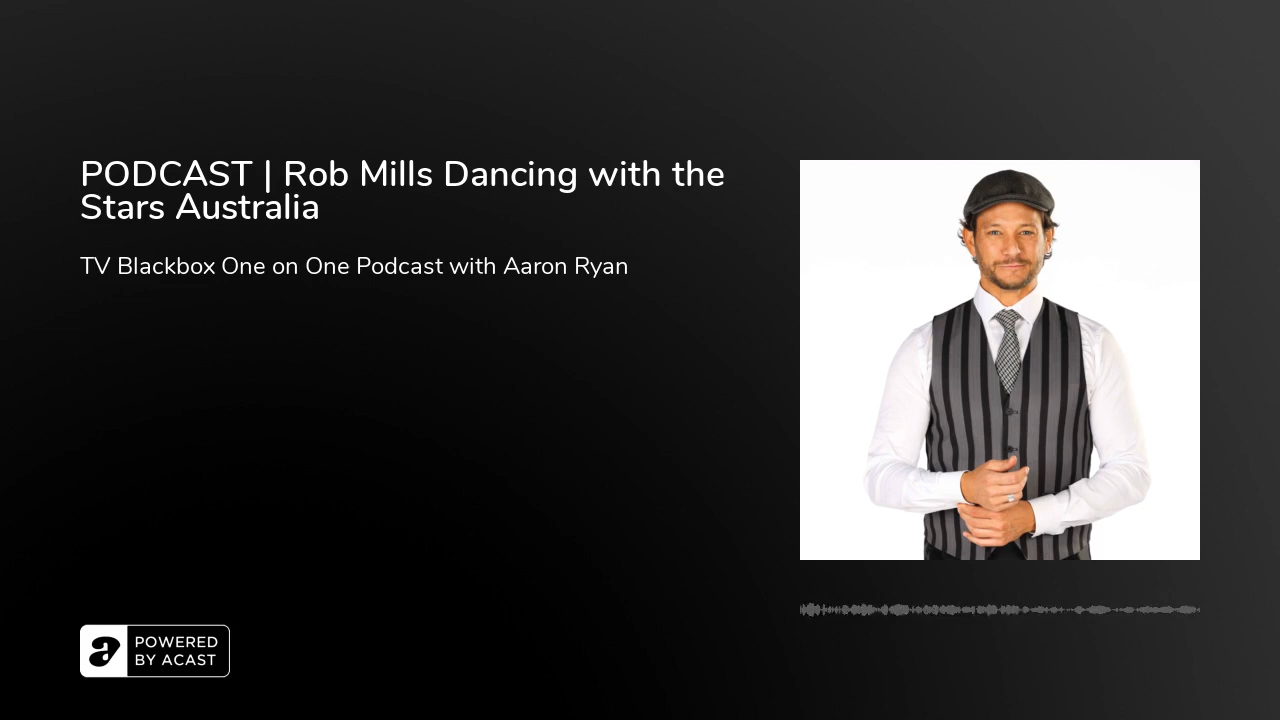 PODCAST | Rob Mills Dancing with the
Stars Australia
TV Blackbox One on One Podcast with Aaron Ryan
POWERED
BY ACAST